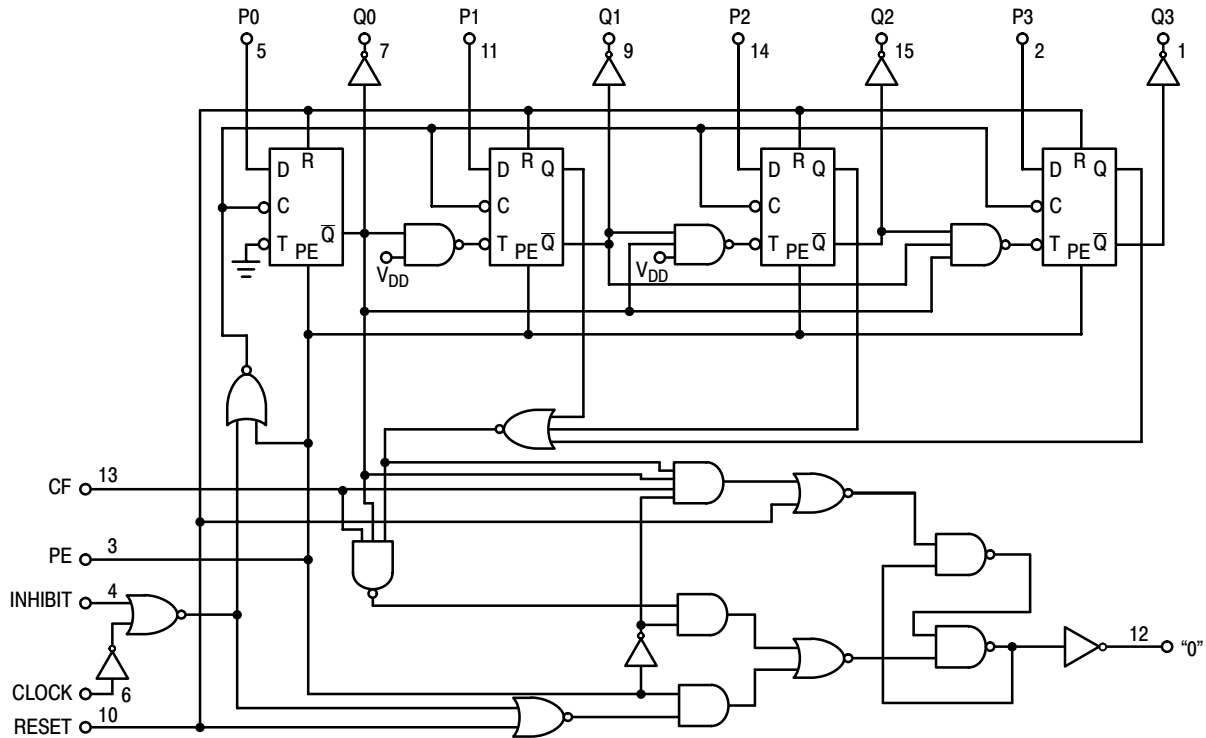 P0 Q0 P1 Q1 P2 Q2 P3 Q3
5 7 11 9 14 15 2 1
R R R R
D D Q D Q D Q
C C C C
Q̅
T PE T PE Q̅ T PE Q̅ T PE Q̅
VDD VDD
CF 13
PE 3
INHIBIT 4
CLOCK 6
RESET 10
12 “0”